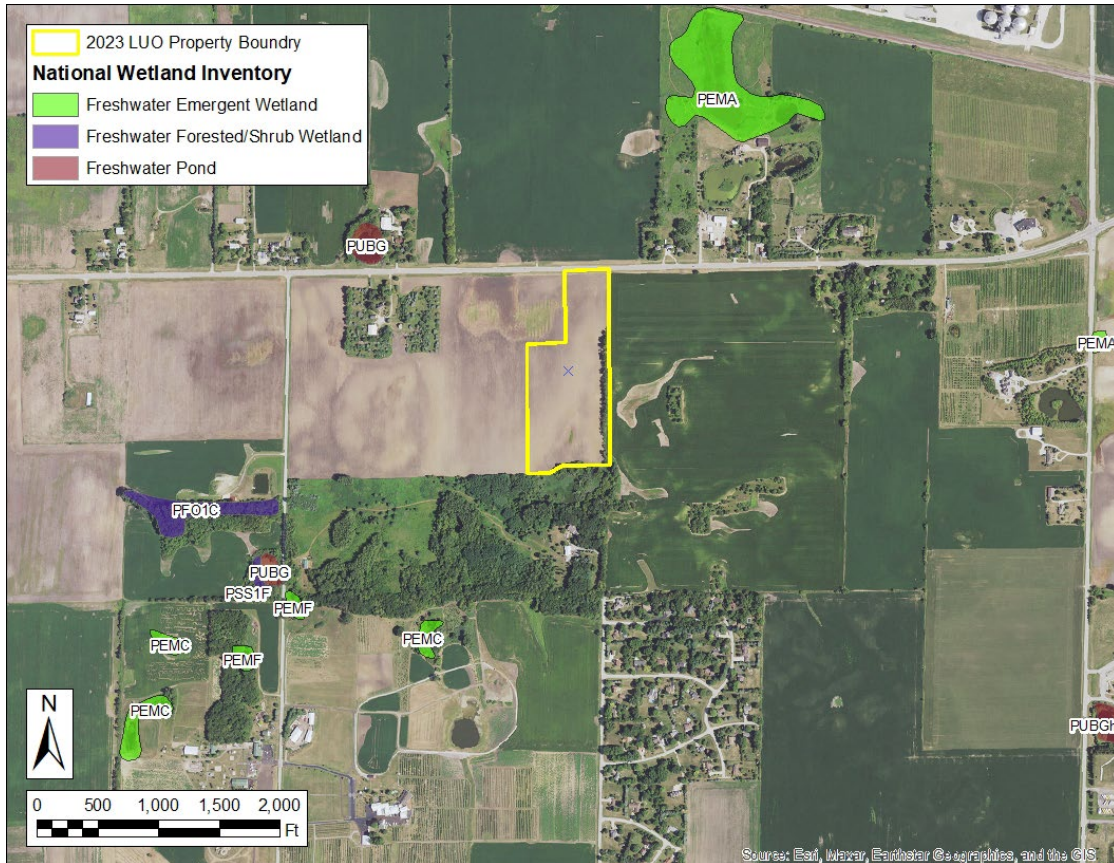 2023 LUO Property Boundry
National Wetland Inventory
Freshwater Emergent Wetland
Freshwater Forested/Shrub Wetland
Freshwater Pond
PEMA
PUBG
PEMA
PFO1C
PUBG
PSS1F
PEMF
PEMC
PEMC
PEMF
PEMC
PUBGh
N
0 500 1,000 1,500 2,000
Ft
Source: Esri, Maxar, Earthstar Geographics, and the GIS